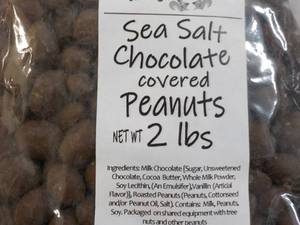 Sea Salt
Chocolate
covered
Peanuts
NET WT 2 lbs
Ingredients: Milk Chocolate {Sugar, Unsweetened
Chocolate, Cocoa Butter, Whole Milk Powder,
Soy Lecithin, (An Emulsifier),Vanillin (Articial
Flavor)}, Roasted Peanuts (Peanuts, Cottonseed
and/or Peanut Oil, Salt). Contains: Milk, Peanuts,
Soy. Packaged on shared equipment with tree
nuts and other peanuts